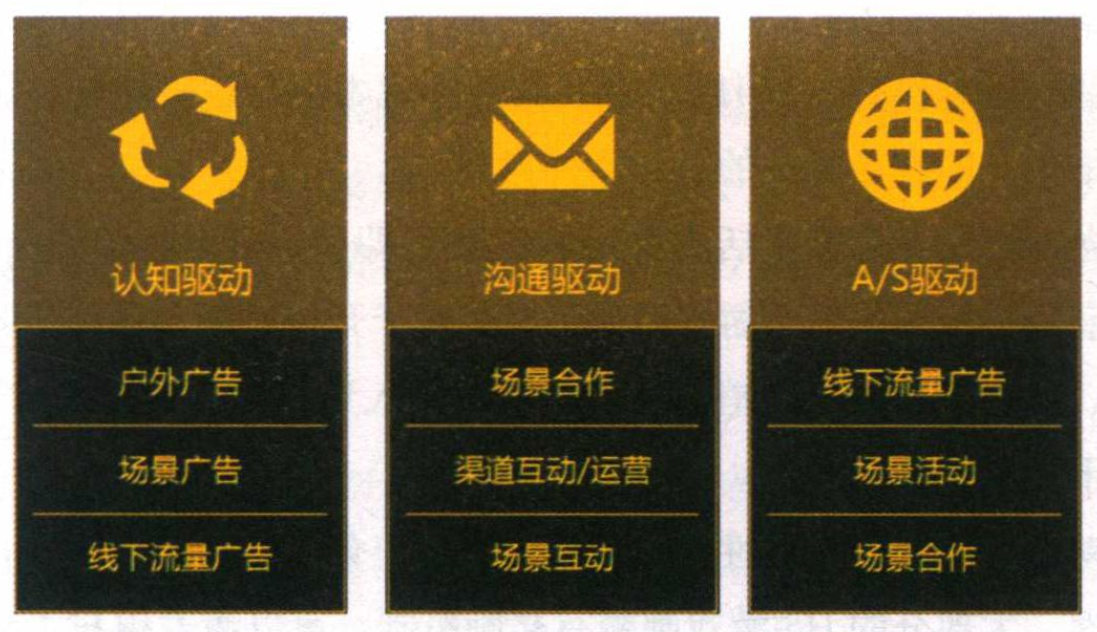 认知驱动
户外广告
场景广告
线下流量广告
沟通驱动
场景合作
渠道互动/运营
场景互动
A/S驱动
线下流量广告
场景活动
场景合作